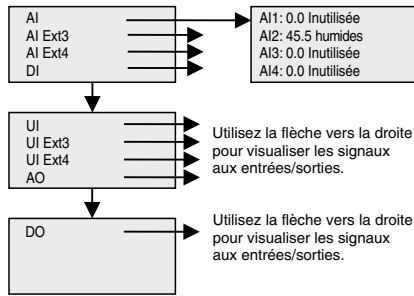 AI
AI Ext3
AI Ext4
DI
AI1: 0.0 Inutilisée
AI2: 45.5 humides
AI3: 0.0 Inutilisée
AI4: 0.0 Inutilisée
UI
UI Ext3
UI Ext4
AO
Utilisez la flèche vers la droite
pour visualiser les signaux
aux entrées/sorties.
DO
Utilisez la flèche vers la droite
pour visualiser les signaux
aux entrées/sorties.